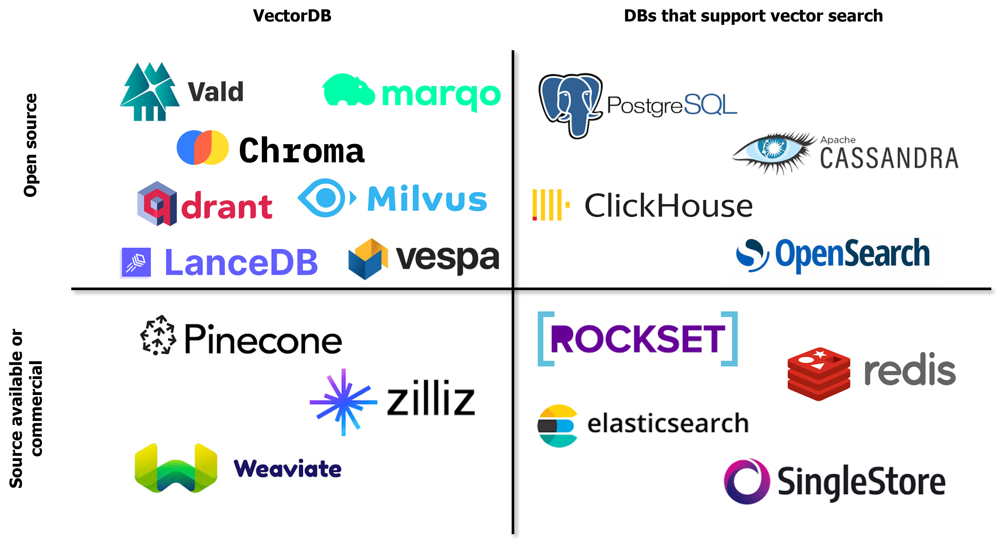 VectorDB
DBs that support vector search
Open source
Vald
marqo
Chroma
qdrant
Milvus
LanceDB
vespa
PostgreSQL
Apache
CASSANDRA
ClickHouse
OpenSearch
Source available or
commercial
Pinecone
zilliz
Weaviate
ROCKSET
redis
elasticsearch
SingleStore